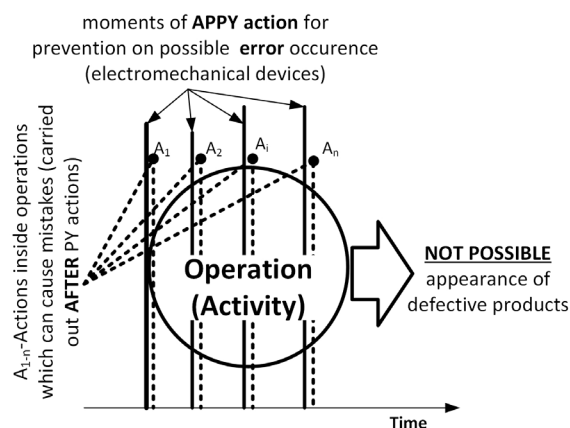 moments of APPY action for
prevention on possible error occurence
(electromechanical devices)
A1-n-Actions inside operations
which can cause mistakes (carried
out AFTER PY actions)
A1
A2
Ai
An
Operation
(Activity)
NOT POSSIBLE
appearance of
defective products
Time